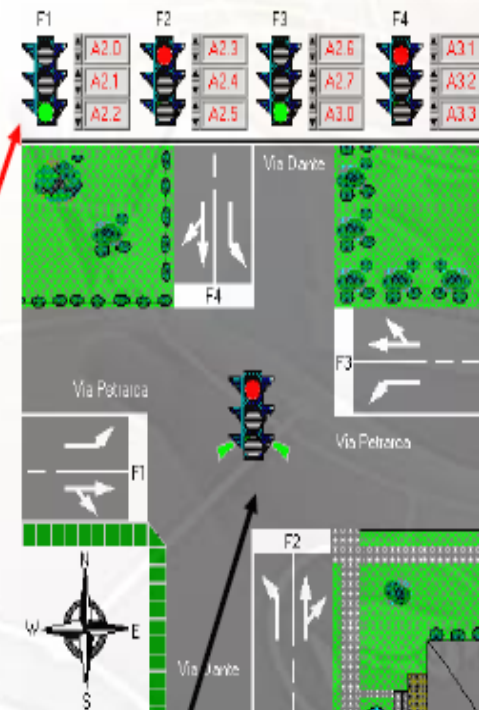 F1 F2 F3 F4
A2.0 A2.3 A2.6 A3.1
A2.1 A2.4 A2.7 A3.2
A2.2 A2.5 A3.0 A3.3
Via Dante
F4
F3
Via Petrarca
Via Petrarca
F1
F2
N
W E
S
Via Dante